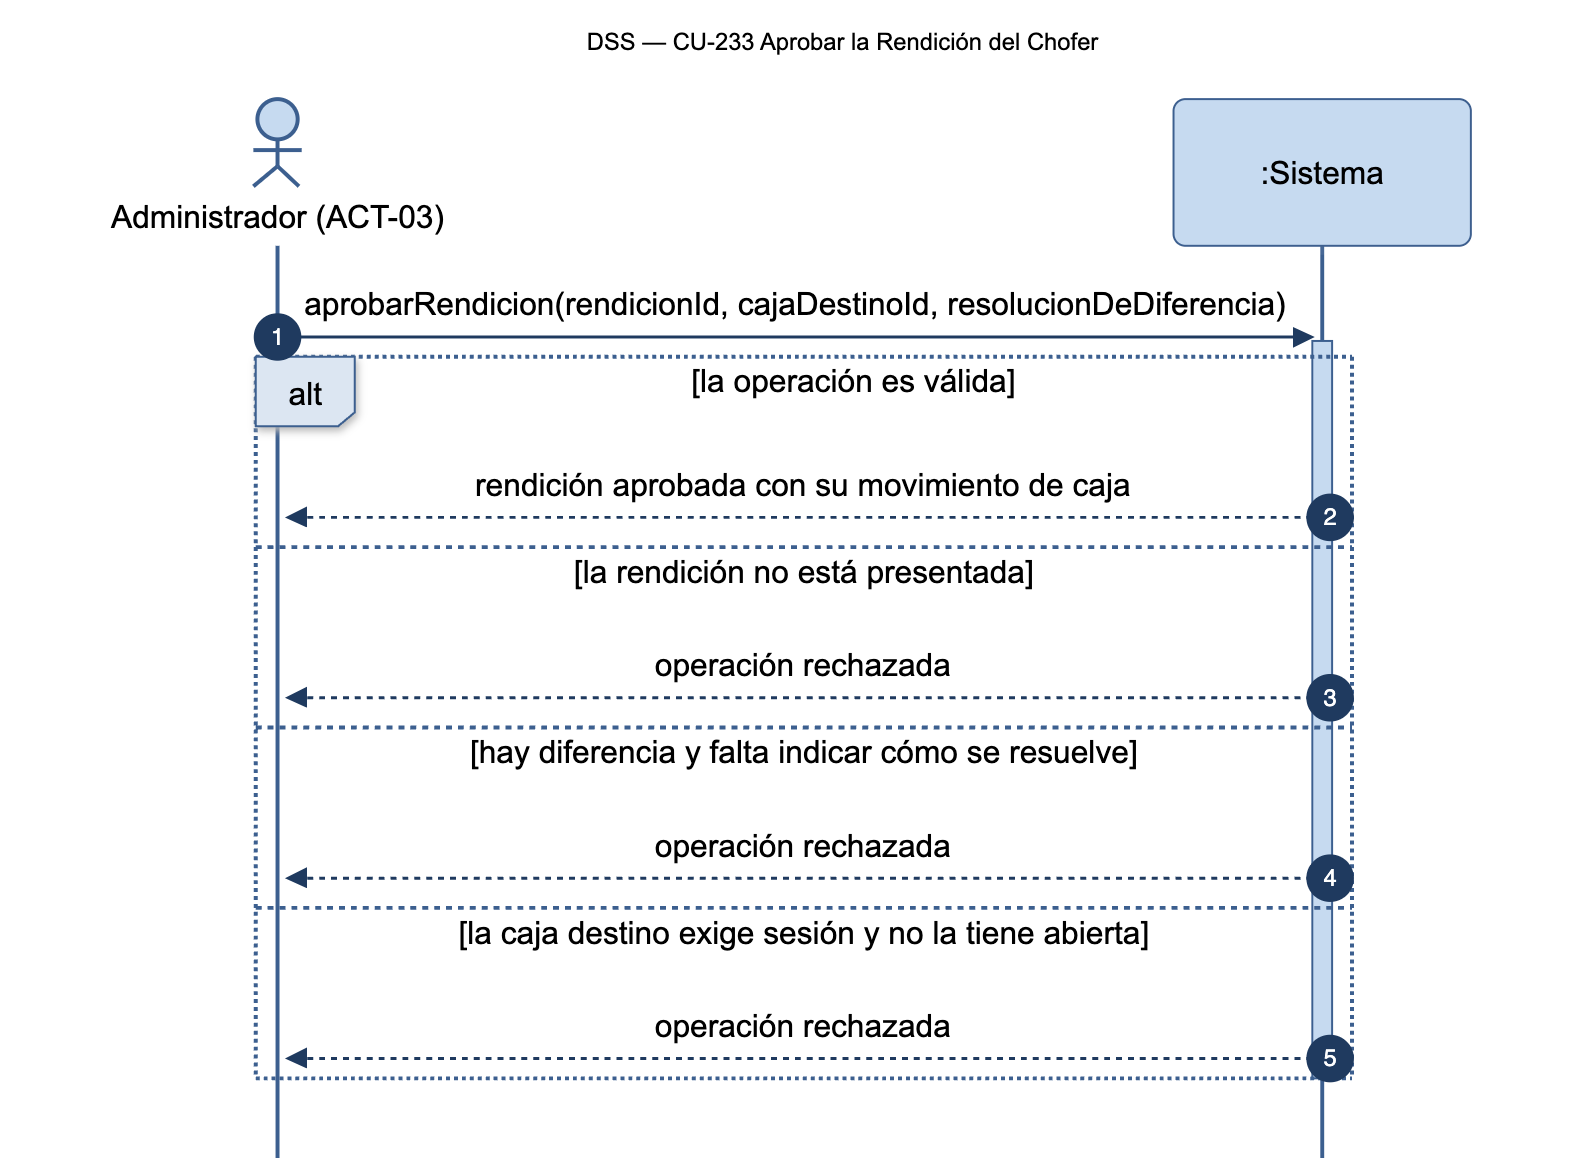 DSS — CU-233 Aprobar la Rendición del Chofer
Administrador (ACT-03)
:Sistema
aprobarRendicion(rendicionId, cajaDestinoId, resolucionDeDiferencia)
1
alt
[la operación es válida]
rendición aprobada con su movimiento de caja
2
[la rendición no está presentada]
operación rechazada
3
[hay diferencia y falta indicar cómo se resuelve]
operación rechazada
4
[la caja destino exige sesión y no la tiene abierta]
operación rechazada
5